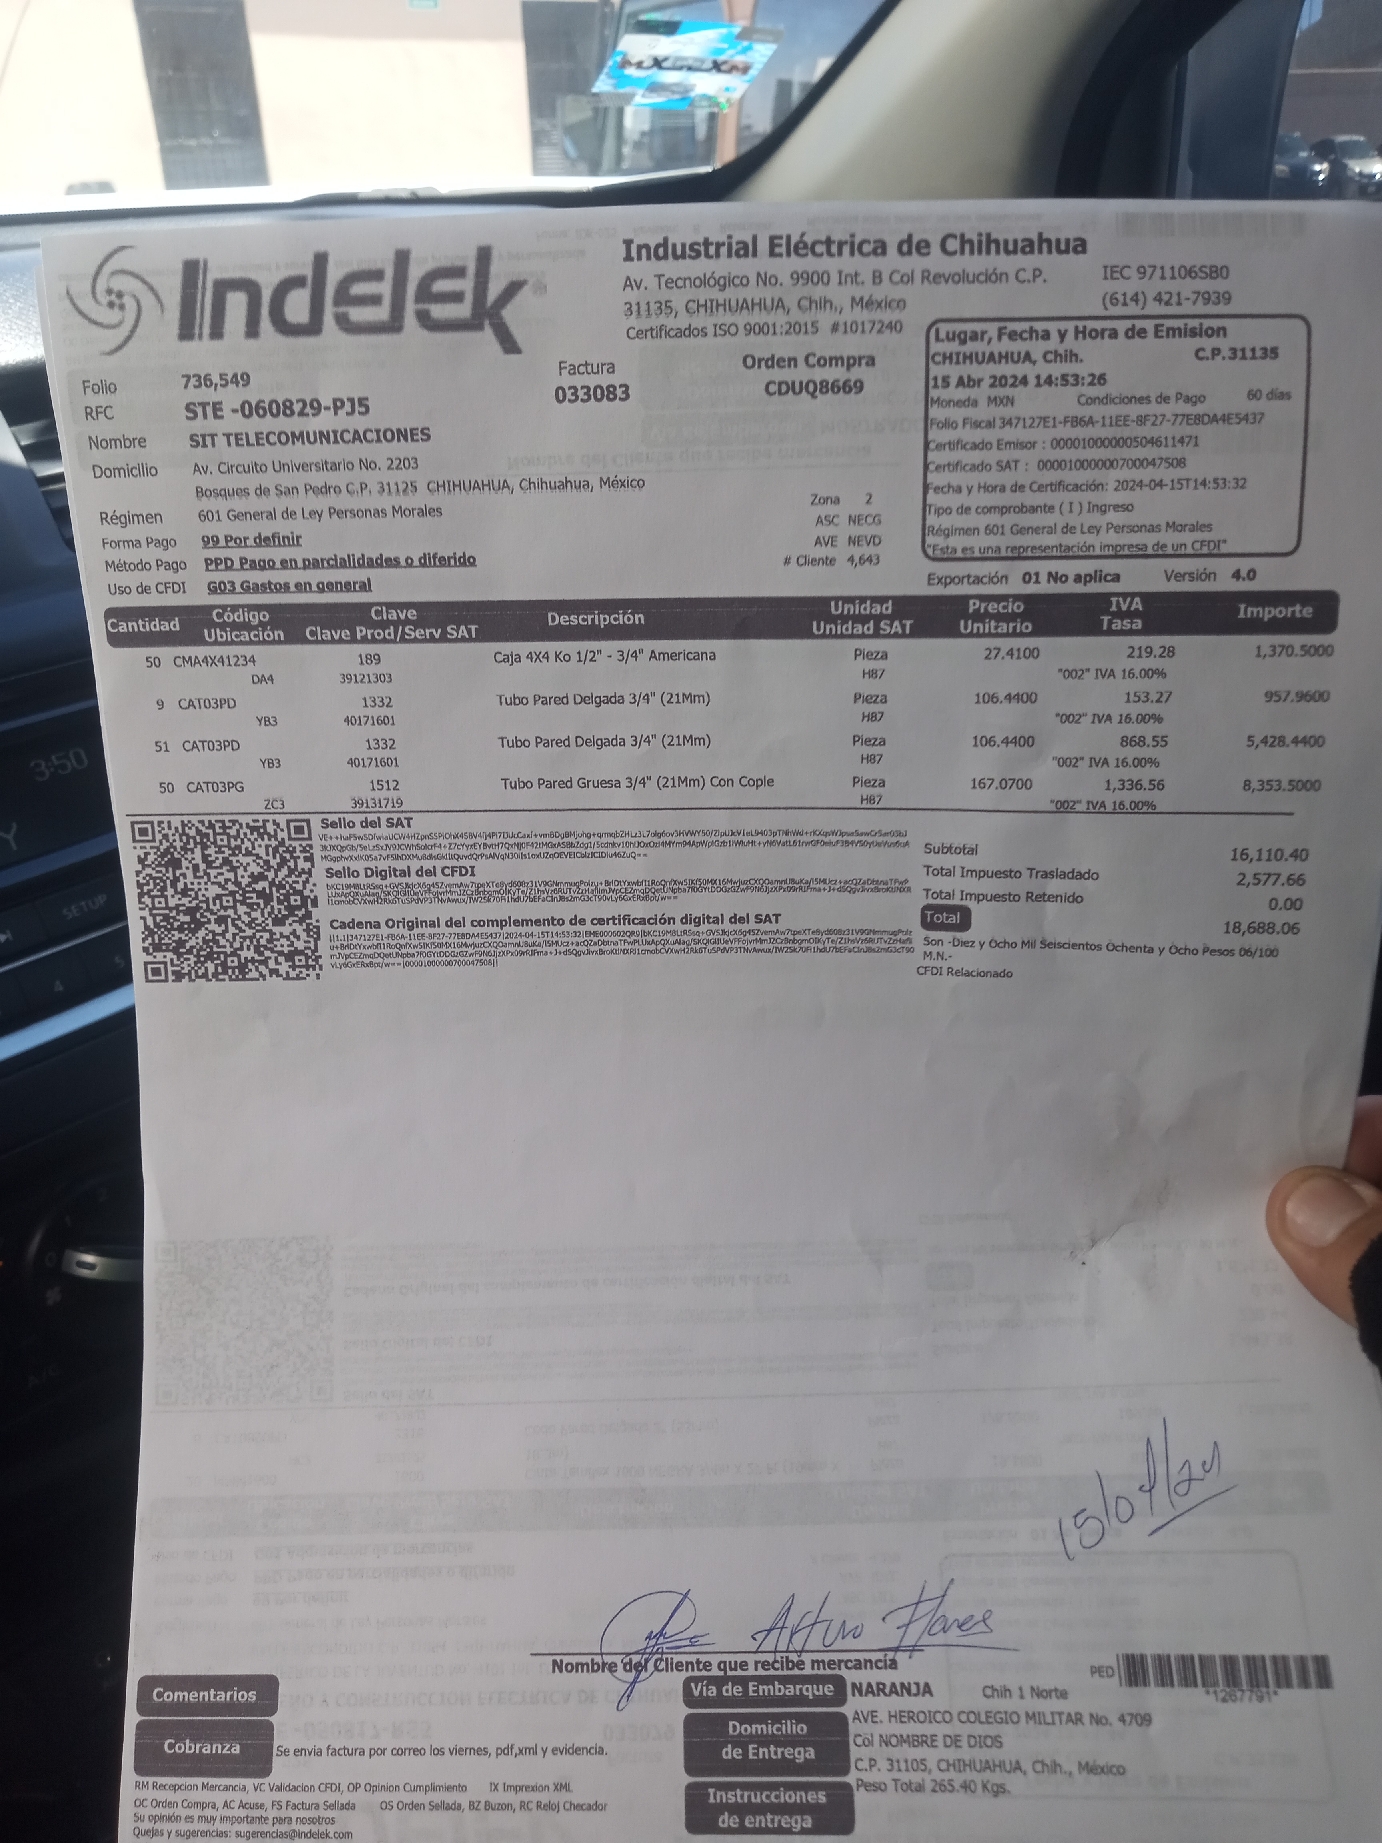 Indelek
Industrial Eléctrica de Chihuahua
Av. Tecnológico No. 9900 Int. B Col Revolución C.P.
31135, CHIHUAHUA, Chih., México
Certificados ISO 9001:2015 #1017240
IEC 971106SB0
(614) 421-7939
Folio 736,549
Factura
033083
Orden Compra
CDUQ8669
Lugar, Fecha y Hora de Emision
CHIHUAHUA, Chih. C.P.31135
15 Abr 2024 14:53:26
Moneda MXN Condiciones de Pago 60 días
Folio Fiscal 347127E1-FB6A-11EE-8F27-77E8DA4E5437
Certificado Emisor : 00001000000504611471
Certificado SAT : 00001000000700047508
Fecha y Hora de Certificación: 2024-04-15T14:53:32
Tipo de comprobante ( I ) Ingreso
Régimen 601 General de Ley Personas Morales
"Esta es una representación impresa de un CFDI"
Exportación 01 No aplica Versión 4.0
RFC STE -060829-PJ5
Nombre SIT TELECOMUNICACIONES
Domicilio Av. Circuito Universitario No. 2203
Bosques de San Pedro C.P. 31125 CHIHUAHUA, Chihuahua, México
Régimen 601 General de Ley Personas Morales
Forma Pago 99 Por definir
Método Pago PPD Pago en parcialidades o diferido
Uso de CFDI G03 Gastos en general
Zona 2
ASC NECG
AVE NEVD
# Cliente 4,643
Cantidad Código Ubicación Clave Clave Prod/Serv SAT Descripción Unidad Unidad SAT Precio Unitario IVA Tasa Importe
50 CMA4X41234 189 Caja 4X4 Ko 1/2" - 3/4" Americana Pieza 27.4100 219.28 1,370.5000
DA4 39121303 H87 "002" IVA 16.00%
9 CAT03PD 1332 Tubo Pared Delgada 3/4" (21Mm) Pieza 106.4400 153.27 957.9600
YB3 40171601 H87 "002" IVA 16.00%
51 CAT03PD 1332 Tubo Pared Delgada 3/4" (21Mm) Pieza 106.4400 868.55 5,428.4400
YB3 40171601 H87 "002" IVA 16.00%
50 CAT03PG 1512 Tubo Pared Gruesa 3/4" (21Mm) Con Cople Pieza 167.0700 1,336.56 8,353.5000
ZC3 39131719 H87 "002" IVA 16.00%
Sello del SAT
Sello Digital del CFDI
Cadena Original del complemento de certificación digital del SAT
Subtotal 16,110.40
Total Impuesto Trasladado 2,577.66
Total Impuesto Retenido 0.00
Total 18,688.06
Son -Diez y Ocho Mil Seiscientos Ochenta y Ocho Pesos 06/100
M.N.-
CFDI Relacionado
15/04/24
Arturo Flores
Nombre del Cliente que recibe mercancía
PED
*1267791*
Comentarios
Cobranza Se envia factura por correo los viernes, pdf,xml y evidencia.
Vía de Embarque NARANJA Chih 1 Norte
Domicilio de Entrega
AVE. HEROICO COLEGIO MILITAR No. 4709
Col NOMBRE DE DIOS
C.P. 31105, CHIHUAHUA, Chih., México
Peso Total 265.40 Kgs.
Instrucciones de entrega
RM Recepcion Mercancia, VC Validacion CFDI, OP Opinion Cumplimiento IX Impresion XML
OC Orden Compra, AC Acuse, FS Factura Sellada OS Orden Sellada, BZ Buzon, RC Reloj Checador
Su opinión es muy importante para nosotros
Quejas y sugerencias: sugerencias@indelek.com
3:50
SETUP
5
4